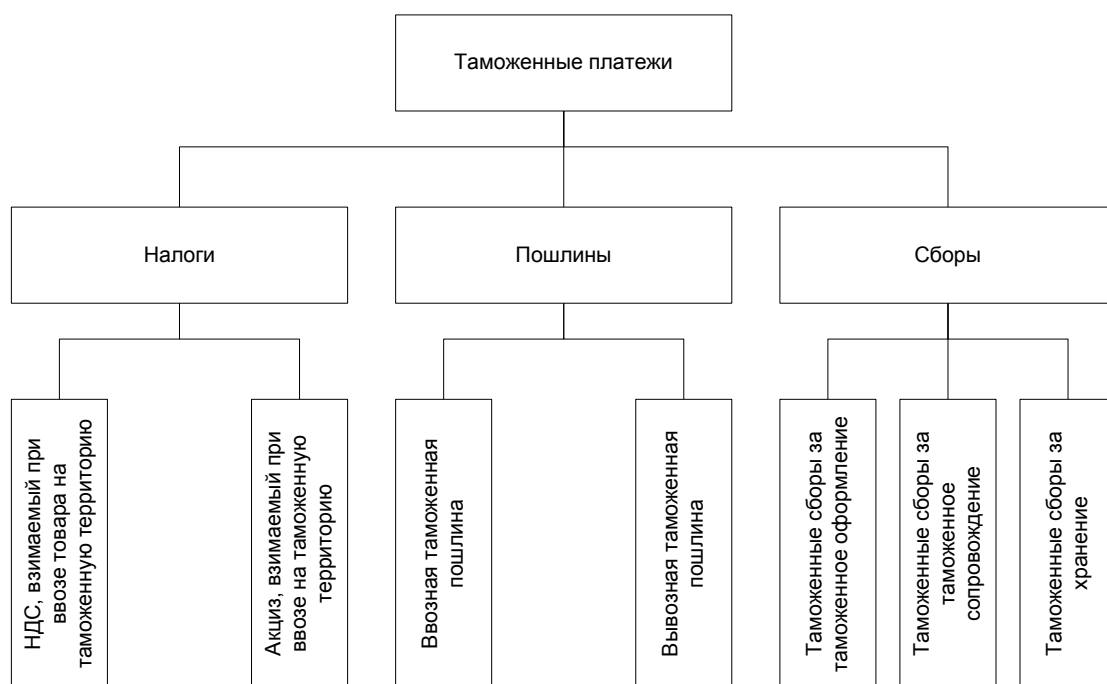 Таможенные платежи
Налоги
Пошлины
Сборы
НДС, взимаемый при
ввозе товара на
таможенную территорию
Акциз, взимаемый при
ввозе на таможенную
территорию
Ввозная таможенная
пошлина
Вывозная таможенная
пошлина
Таможенные сборы за
таможенное оформление
Таможенные сборы за
таможенное
сопровождение
Таможенные сборы за
хранение